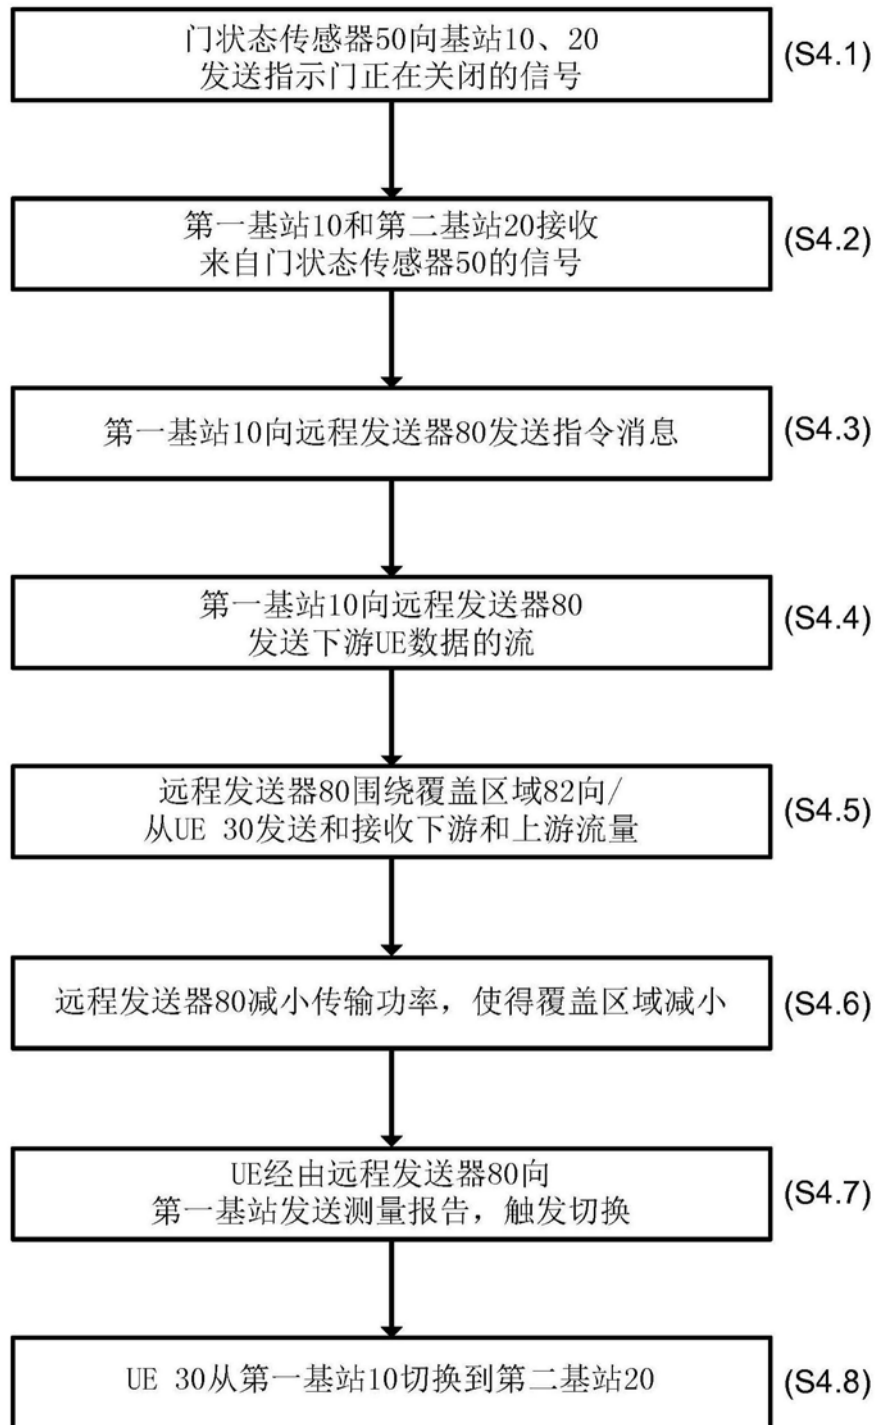 门状态传感器50向基站10、20
发送指示门正在关闭的信号
(S4.1)
第一基站10和第二基站20接收
来自门状态传感器50的信号
(S4.2)
第一基站10向远程发送器80发送指令消息
(S4.3)
第一基站10向远程发送器80
发送下游UE数据的流
(S4.4)
远程发送器80围绕覆盖区域82向/
从UE 30发送和接收下游和上游流量
(S4.5)
远程发送器80减小传输功率，使得覆盖区域减小
(S4.6)
UE经由远程发送器80向
第一基站发送测量报告，触发切换
(S4.7)
UE 30从第一基站10切换到第二基站20
(S4.8)